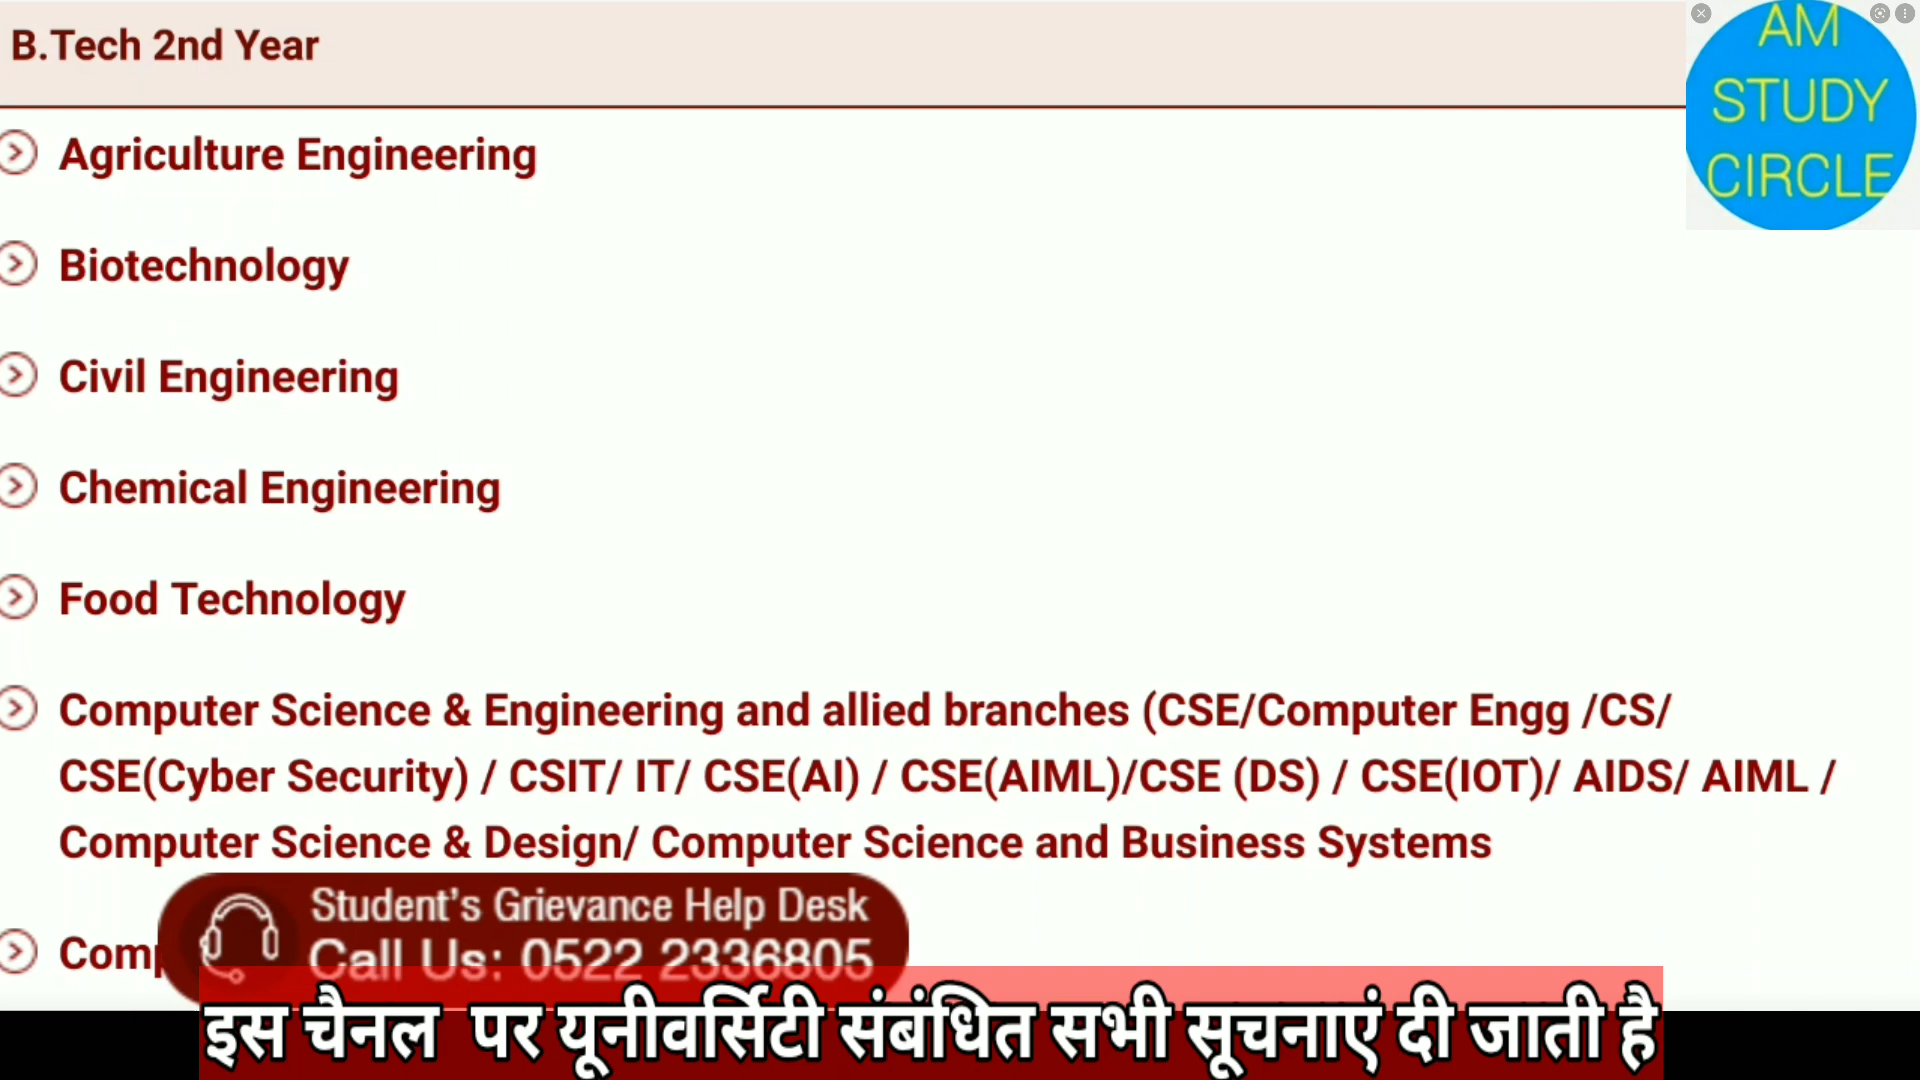 B.Tech 2nd Year
AM
STUDY
CIRCLE
Agriculture Engineering
Biotechnology
Civil Engineering
Chemical Engineering
Food Technology
Computer Science & Engineering and allied branches (CSE/Computer Engg /CS/
CSE(Cyber Security) / CSIT/ IT/ CSE(AI) / CSE(AIML)/CSE (DS) / CSE(IOT)/ AIDS/ AIML /
Computer Science & Design/ Computer Science and Business Systems
Student's Grievance Help Desk
Call Us: 0522 2336805
इस चैनल पर यूनीवर्सिटी संबंधित सभी सूचनाएं दी जाती है